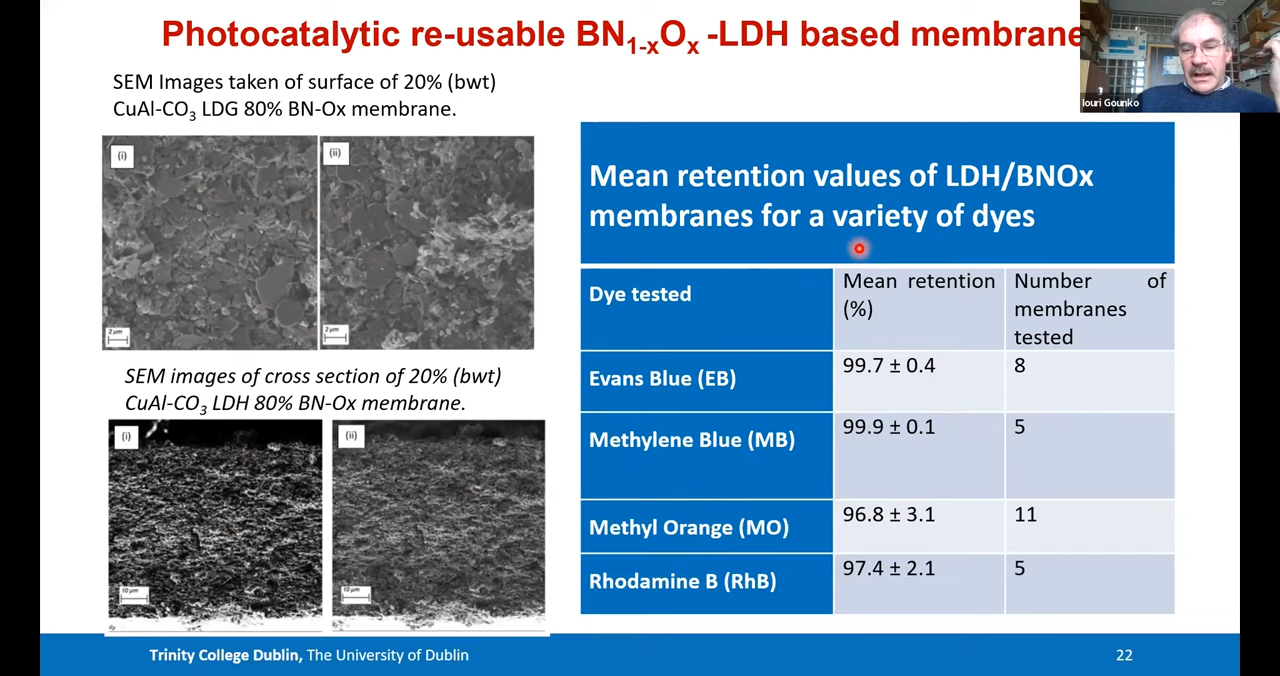 Photocatalytic re-usable BN1-xOx -LDH based membrane
Iouri Gounko
SEM Images taken of surface of 20% (bwt)
CuAl-CO3 LDG 80% BN-Ox membrane.
(i)
(ii)
2 µm
2 µm
SEM images of cross section of 20% (bwt)
CuAl-CO3 LDH 80% BN-Ox membrane.
(i)
(ii)
10 µm
10 µm
Mean retention values of LDH/BNOx
membranes for a variety of dyes
Dye tested
Mean retention
(%)
Number of
membranes
tested
Evans Blue (EB)
99.7 ± 0.4
8
Methylene Blue (MB)
99.9 ± 0.1
5
Methyl Orange (MO)
96.8 ± 3.1
11
Rhodamine B (RhB)
97.4 ± 2.1
5
Trinity College Dublin, The University of Dublin
22